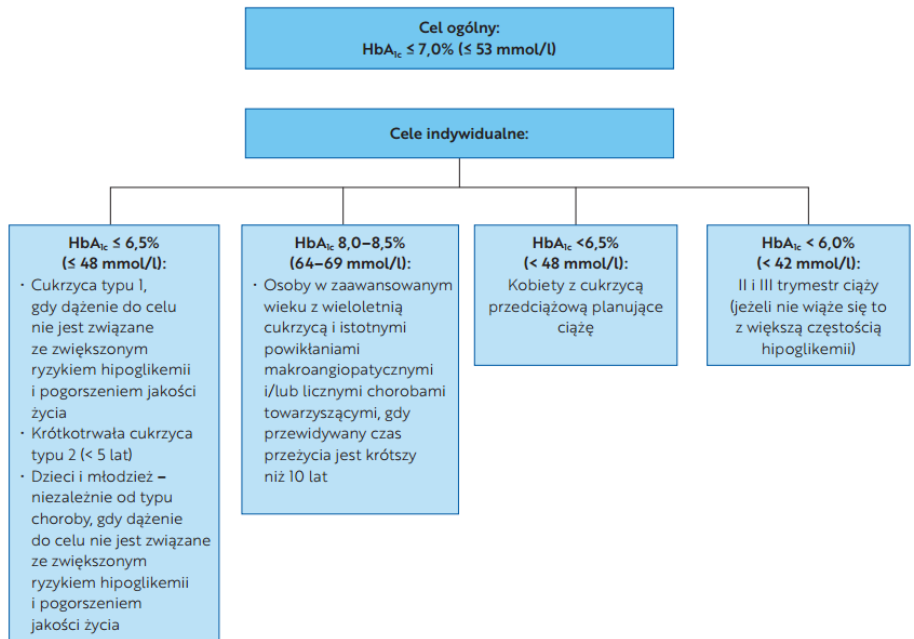 Cel ogólny:
HbA₁c ≤ 7,0% (≤ 53 mmol/l)
Cele indywidualne:
HbA₁c ≤ 6,5%
(≤ 48 mmol/l):
· Cukrzyca typu 1,
gdy dążenie do celu
nie jest związane
ze zwiększonym
ryzykiem hipoglikemii
i pogorszeniem jakości
życia
· Krótkotrwała cukrzyca
typu 2 (< 5 lat)
· Dzieci i młodzież –
niezależnie od typu
choroby, gdy dążenie
do celu nie jest związane
ze zwiększonym
ryzykiem hipoglikemii
i pogorszeniem
jakości życia
HbA₁c 8,0–8,5%
(64–69 mmol/l):
· Osoby w zaawansowanym
wieku z wieloletnią
cukrzycą i istotnymi
powikłaniami
makroangiopatycznymi
i/lub licznymi chorobami
towarzyszącymi, gdy
przewidywany czas
przeżycia jest krótszy
niż 10 lat
HbA₁c <6,5%
(< 48 mmol/l):
Kobiety z cukrzycą
przedciążową planujące
ciążę
HbA₁c < 6,0%
(< 42 mmol/l):
II i III trymestr ciąży
(jeżeli nie wiąże się to
z większą częstością
hipoglikemii)